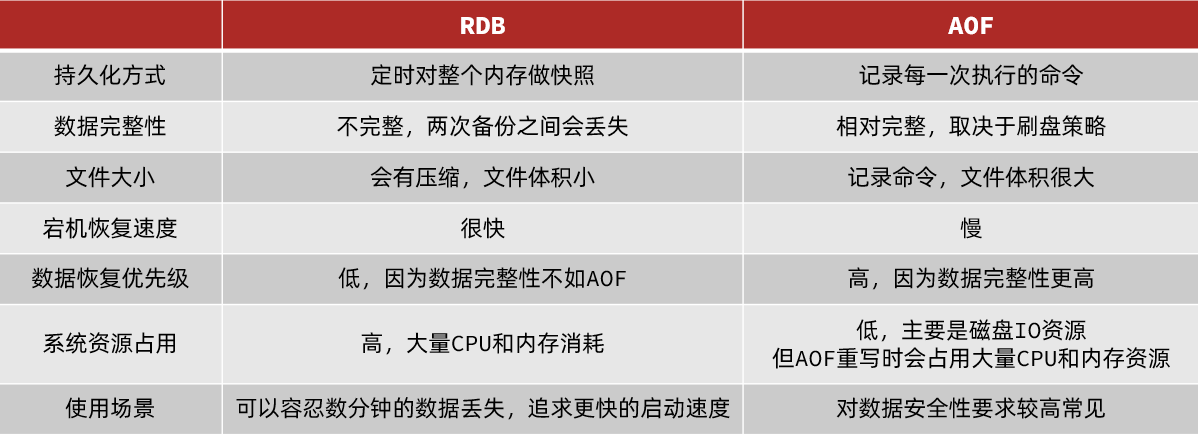 RDB AOF
持久化方式 定时对整个内存做快照 记录每一次执行的命令
数据完整性 不完整，两次备份之间会丢失 相对完整，取决于刷盘策略
文件大小 会有压缩，文件体积小 记录命令，文件体积很大
宕机恢复速度 很快 慢
数据恢复优先级 低，因为数据完整性不如AOF 高，因为数据完整性更高
系统资源占用 高，大量CPU和内存消耗 低，主要是磁盘IO资源
但AOF重写时会占用大量CPU和内存资源
使用场景 可以容忍数分钟的数据丢失，追求更快的启动速度 对数据安全性要求较高常见